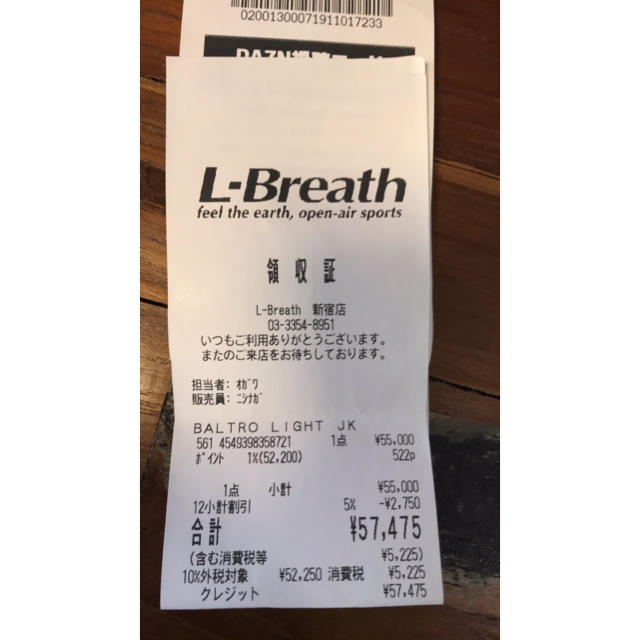 02001300071911017233
L-Breath
feel the earth, open-air sports
領 収 証
L-Breath 新宿店
03-3354-8951
いつもご利用ありがとうございます。
またのご来店をお待ちしております。
担当者: ｵｶﾞﾜ
販売員: ﾆｼﾅｶﾞ
BALTRO LIGHT JK
561 4549398358721 1点 ¥55,000
ﾎﾟｲﾝﾄ 1%(52,200) 522p
1点 小計 ¥55,000
12小計割引 5% -¥2,750
合計 ¥57,475
(含む消費税等 ¥5,225)
10%外税対象 ¥52,250 消費税 ¥5,225
クレジット ¥57,475